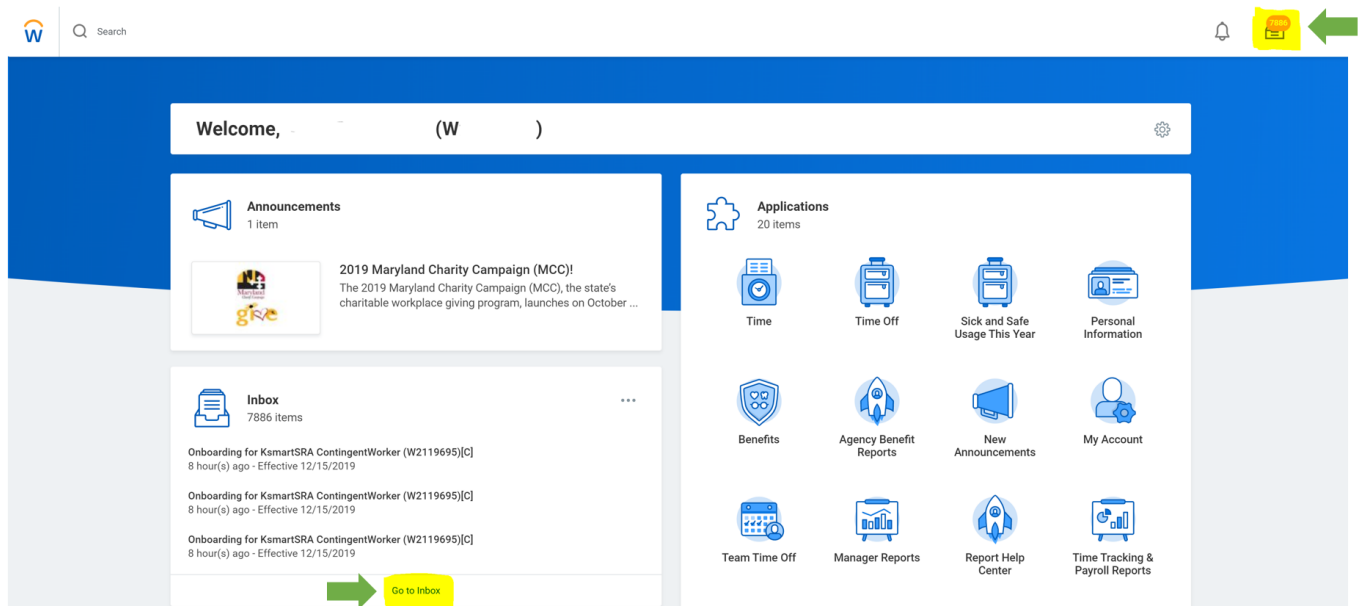 W
Search
7886
Welcome, (W )
Announcements
1 item
2019 Maryland Charity Campaign (MCC)!
The 2019 Maryland Charity Campaign (MCC), the state's
charitable workplace giving program, launches on October ...
Maryland
give
Inbox
7886 items
Onboarding for KsmartSRA ContingentWorker (W2119695)[C]
8 hour(s) ago - Effective 12/15/2019
Onboarding for KsmartSRA ContingentWorker (W2119695)[C]
8 hour(s) ago - Effective 12/15/2019
Onboarding for KsmartSRA ContingentWorker (W2119695)[C]
8 hour(s) ago - Effective 12/15/2019
Go to Inbox
Applications
20 items
Time
Time Off
Sick and Safe
Usage This Year
Personal
Information
Benefits
Agency Benefit
Reports
New
Announcements
My Account
Team Time Off
Manager Reports
Report Help
Center
Time Tracking &
Payroll Reports